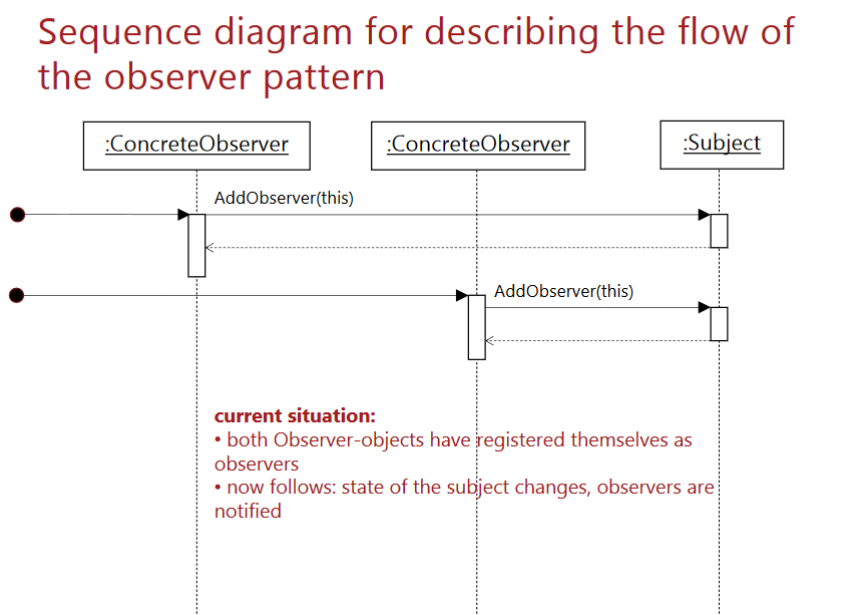 Sequence diagram for describing the flow of
the observer pattern
:ConcreteObserver
:ConcreteObserver
:Subject
AddObserver(this)
AddObserver(this)
current situation:
• both Observer-objects have registered themselves as
observers
• now follows: state of the subject changes, observers are
notified